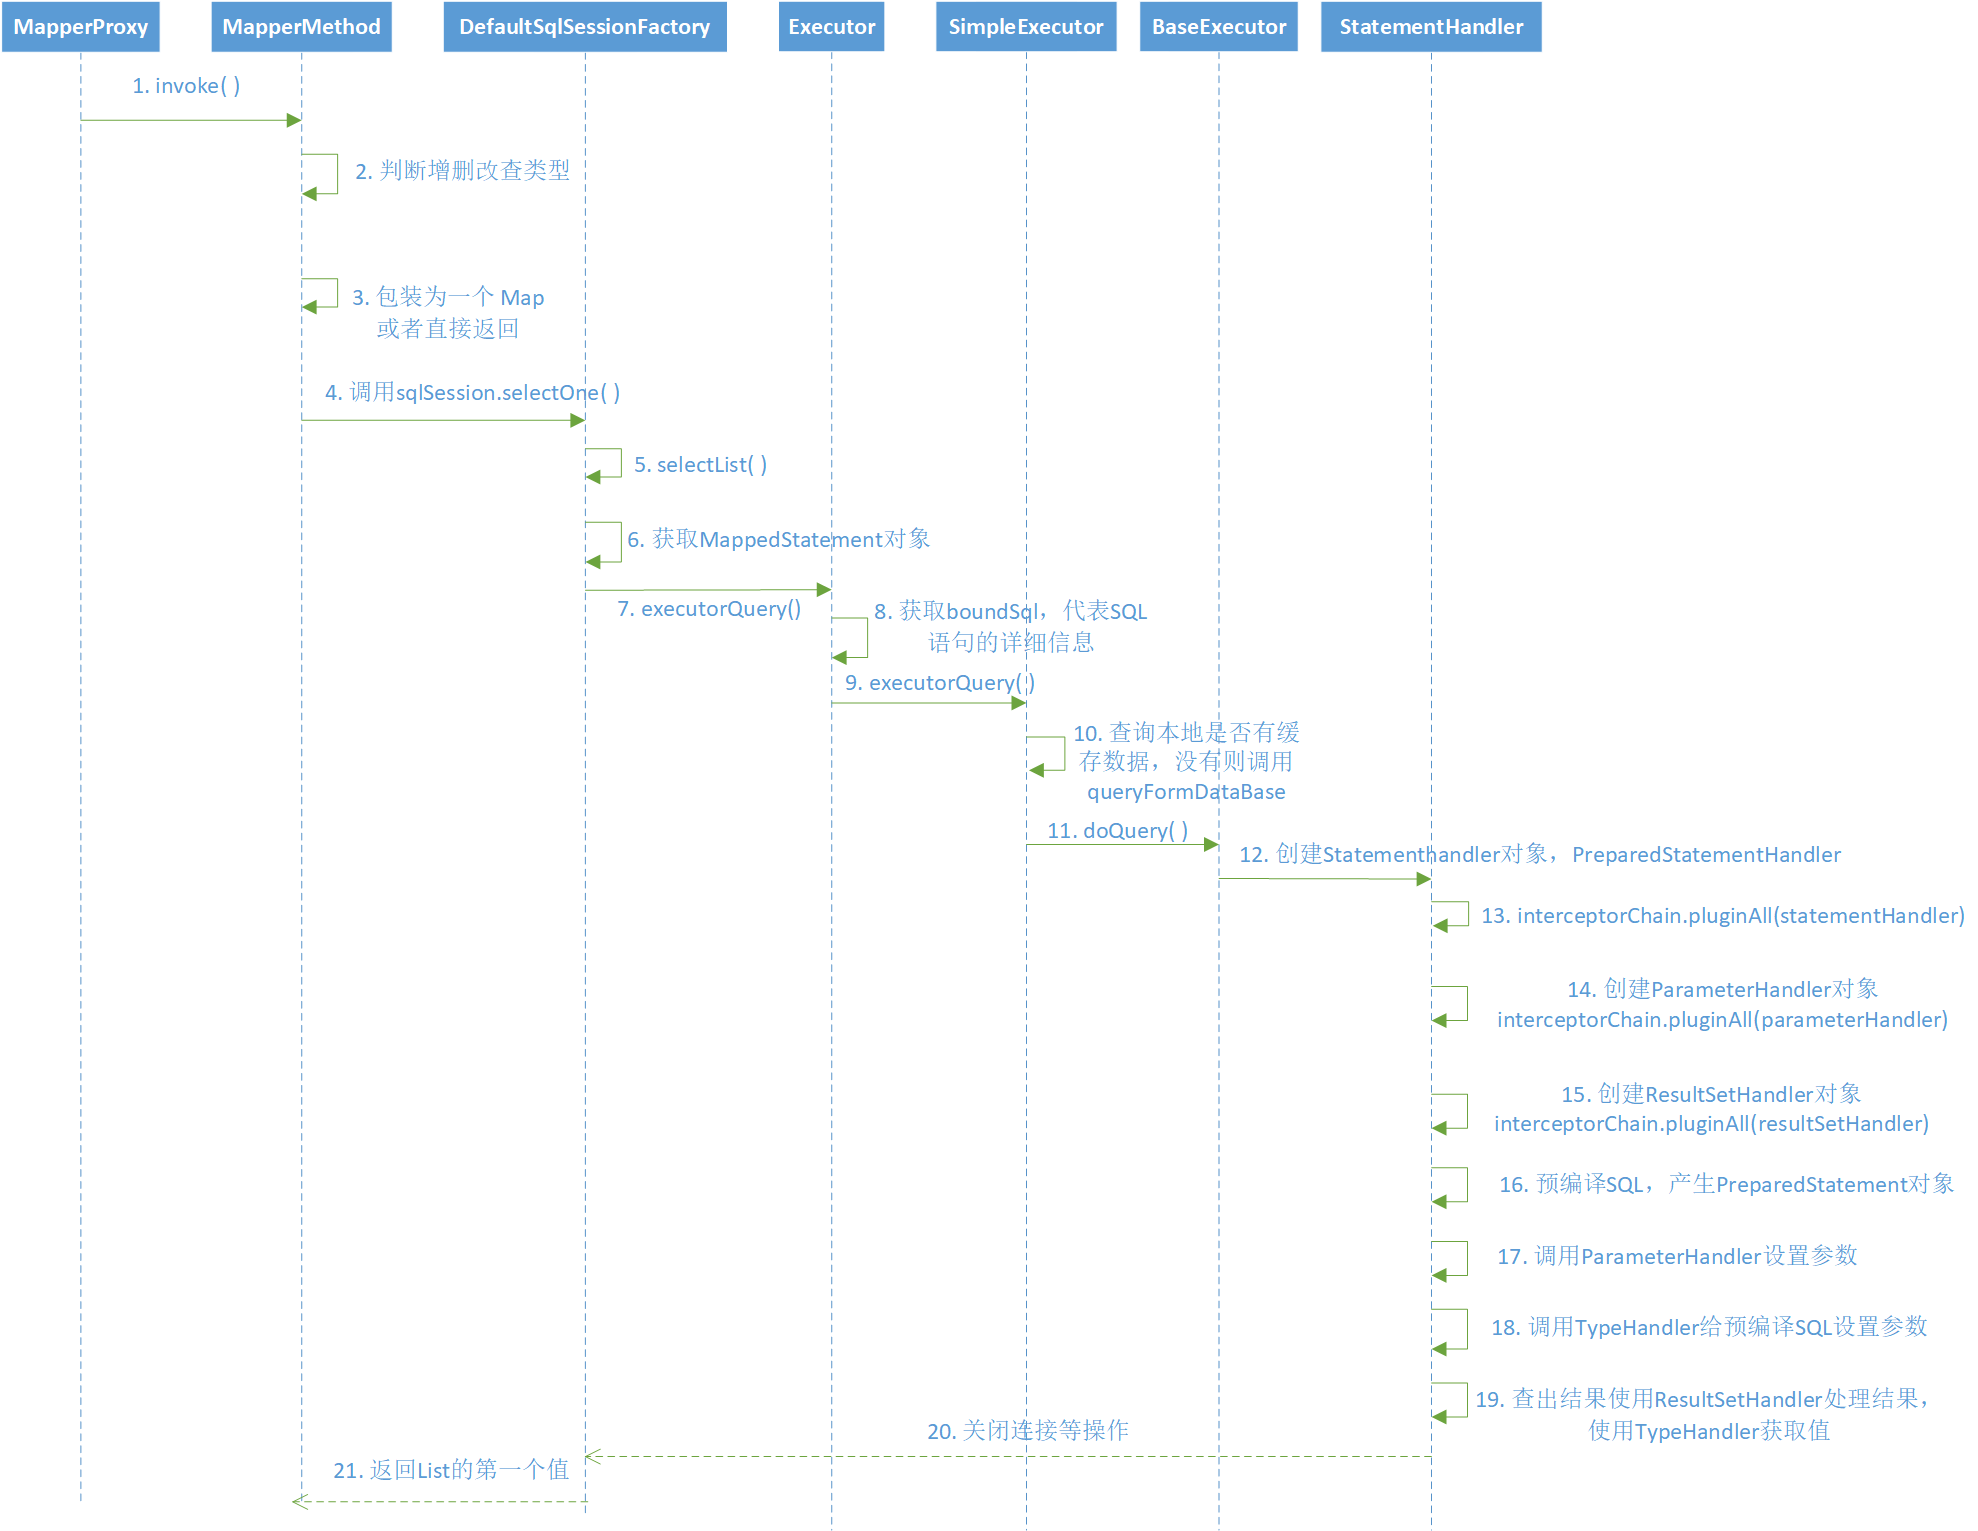 MapperProxy
MapperMethod
DefaultSqlSessionFactory
Executor
SimpleExecutor
BaseExecutor
StatementHandler
1. invoke( )
2. 判断增删改查类型
3. 包装为一个 Map
或者直接返回
4. 调用sqlSession.selectOne( )
5. selectList( )
6. 获取MappedStatement对象
7. executorQuery()
8. 获取boundSql，代表SQL
语句的详细信息
9. executorQuery( )
10. 查询本地是否有缓
存数据，没有则调用
queryFormDataBase
11. doQuery( )
12. 创建Statementhandler对象，PreparedStatementHandler
13. interceptorChain.pluginAll(statementHandler)
14. 创建ParameterHandler对象
interceptorChain.pluginAll(parameterHandler)
15. 创建ResultSetHandler对象
interceptorChain.pluginAll(resultSetHandler)
16. 预编译SQL，产生PreparedStatement对象
17. 调用ParameterHandler设置参数
18. 调用TypeHandler给预编译SQL设置参数
19. 查出结果使用ResultSetHandler处理结果，
使用TypeHandler获取值
20. 关闭连接等操作
21. 返回List的第一个值